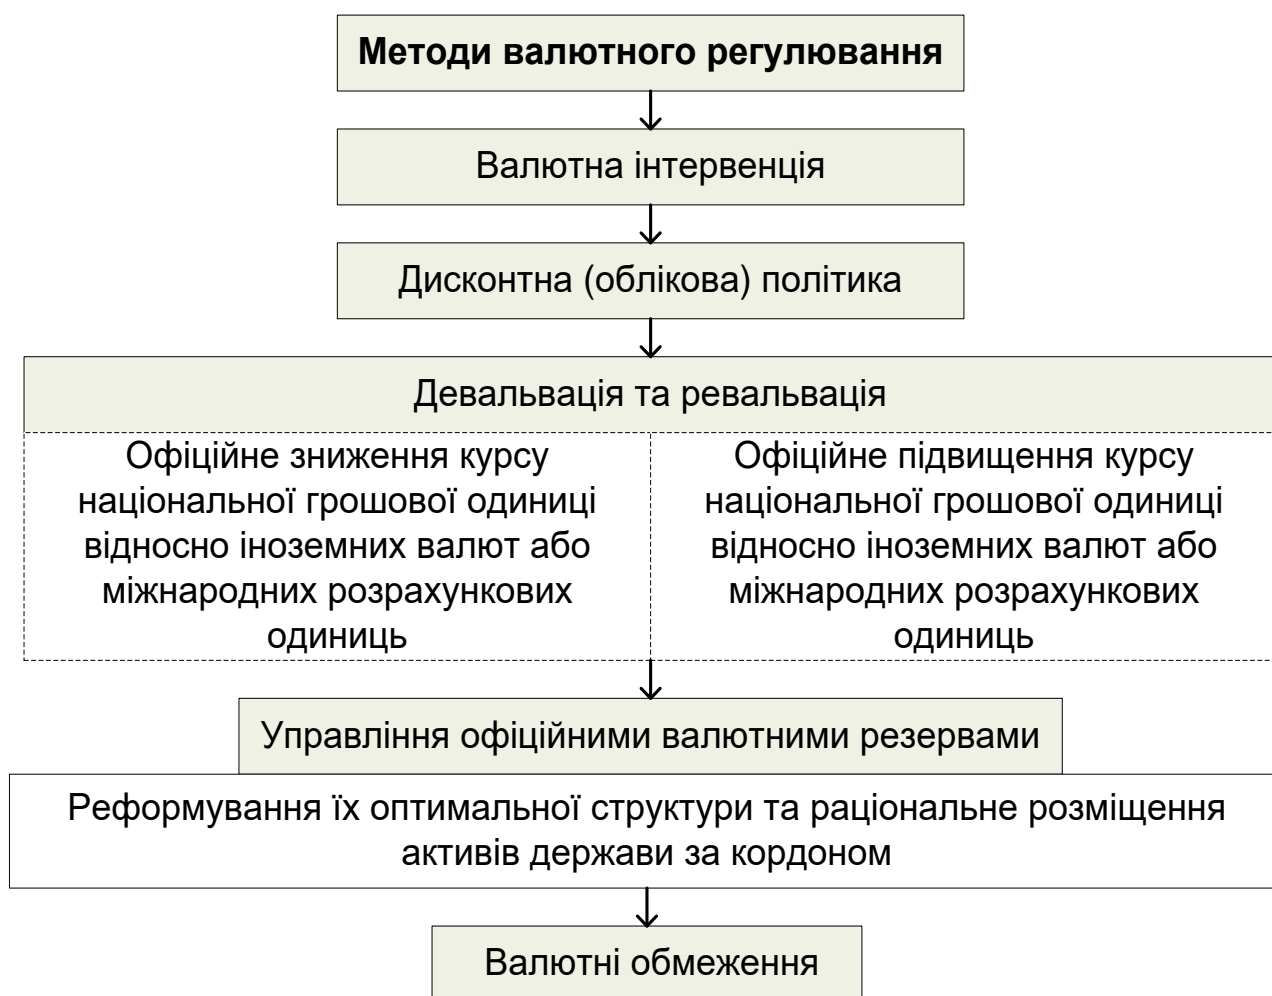 Методи валютного регулювання
Валютна інтервенція
Дисконтна (облікова) політика
Девальвація та ревальвація
Офіційне зниження курсу
національної грошової одиниці
відносно іноземних валют або
міжнародних розрахункових
одиниць
Офіційне підвищення курсу
національної грошової одиниці
відносно іноземних валют або
міжнародних розрахункових
одиниць
Управління офіційними валютними резервами
Реформування їх оптимальної структури та раціональне розміщення
активів держави за кордоном
Валютні обмеження